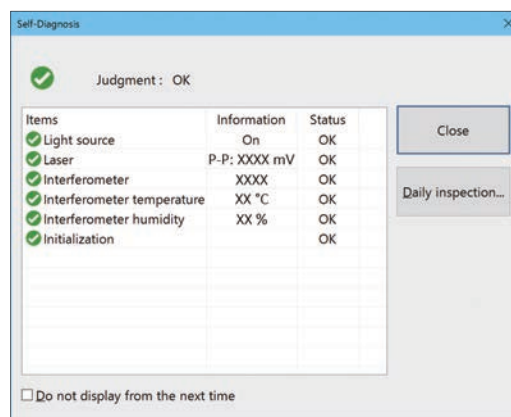 Self-Diagnosis
Judgment : OK
Items Information Status
Light source On OK
Laser P-P: XXXX mV OK
Interferometer XXXX OK
Interferometer temperature XX °C OK
Interferometer humidity XX % OK
Initialization OK
Close
Daily inspection...
Do not display from the next time